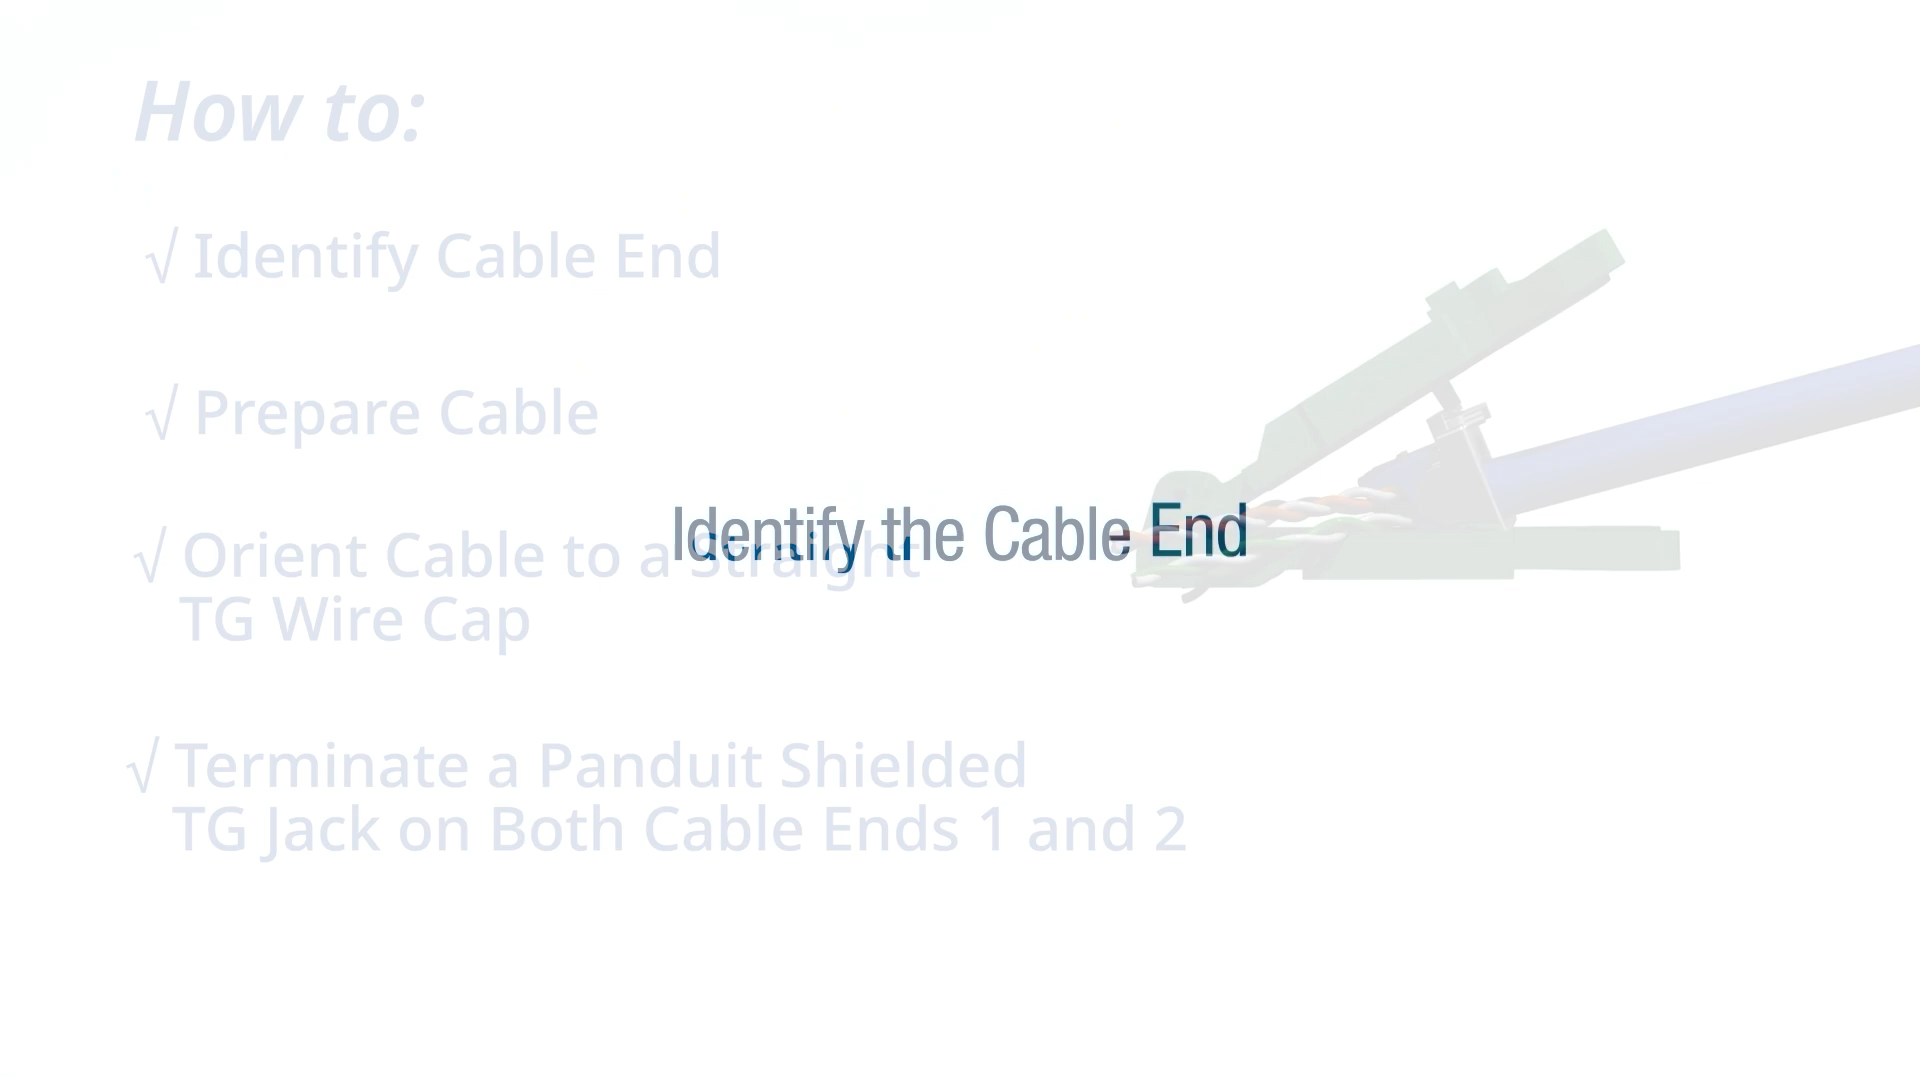 How to:
√ Identify Cable End
√ Prepare Cable
√ Orient Cable to a Straight
TG Wire Cap
Identify the Cable End
√ Terminate a Panduit Shielded
TG Jack on Both Cable Ends 1 and 2